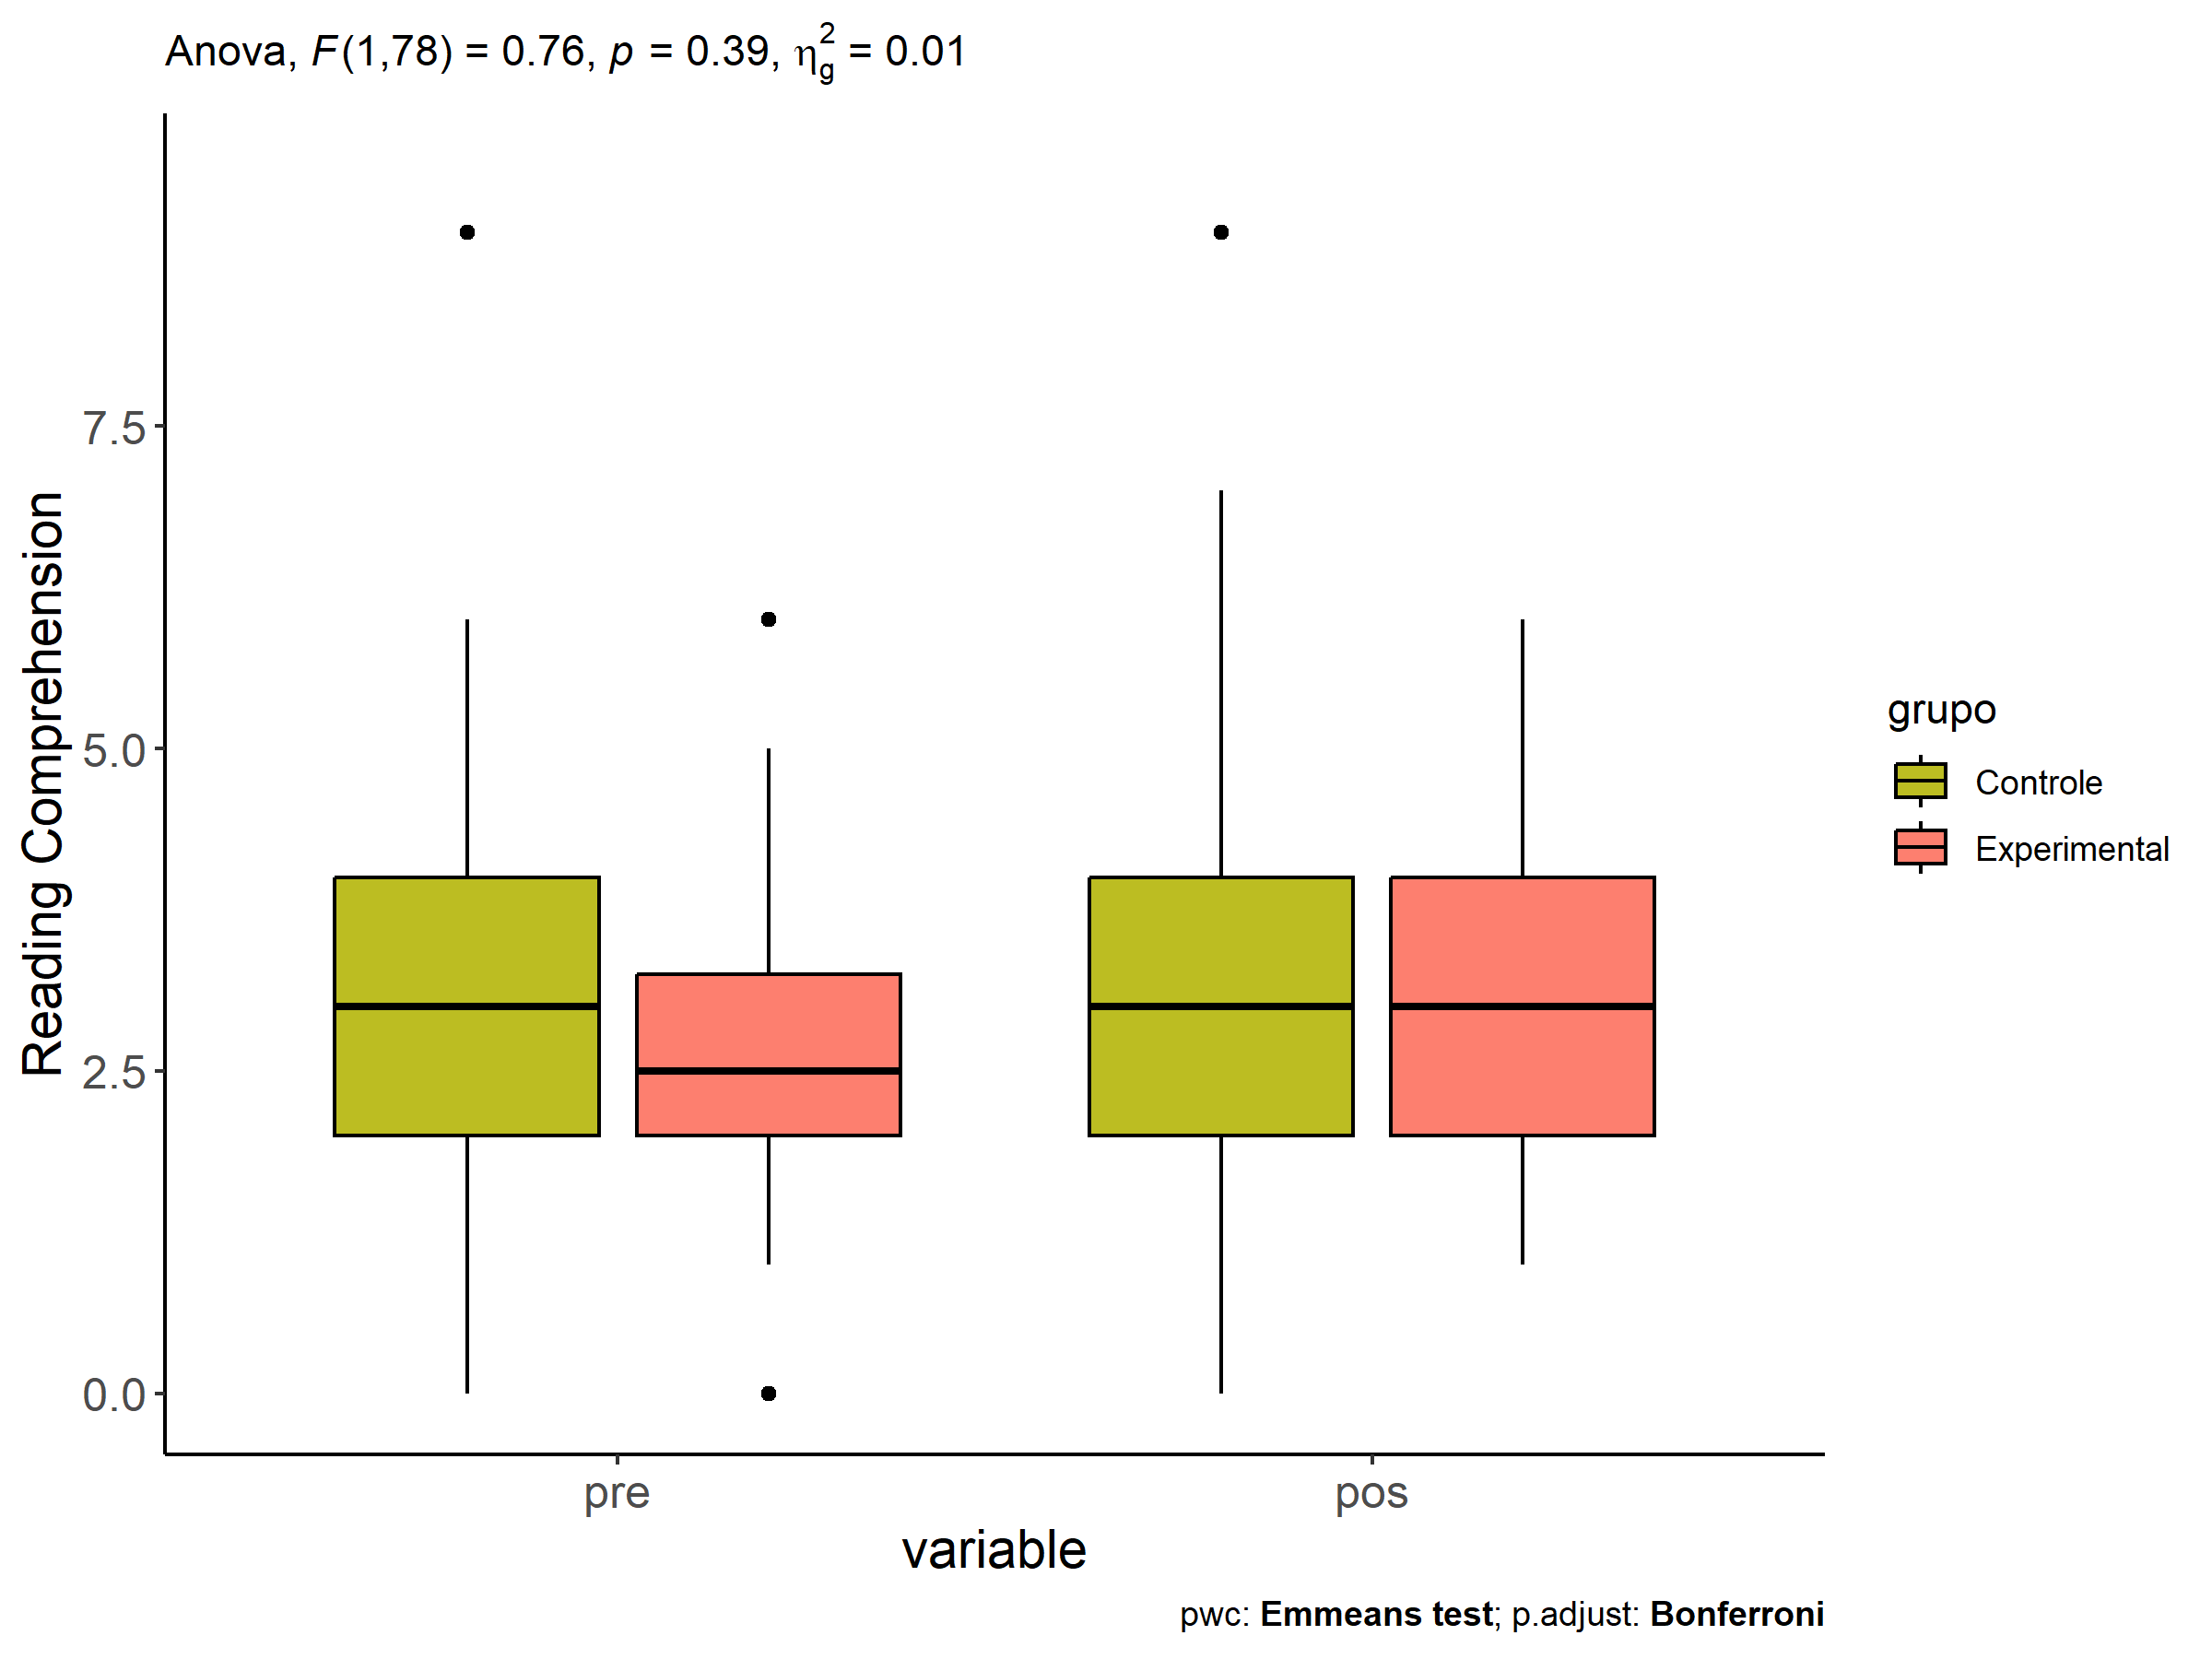 Anova, F(1,78) = 0.76, p = 0.39, η²g = 0.01
Reading Comprehension
7.5
5.0
2.5
0.0
pre
pos
variable
grupo
Controle
Experimental
pwc: Emmeans test; p.adjust: Bonferroni